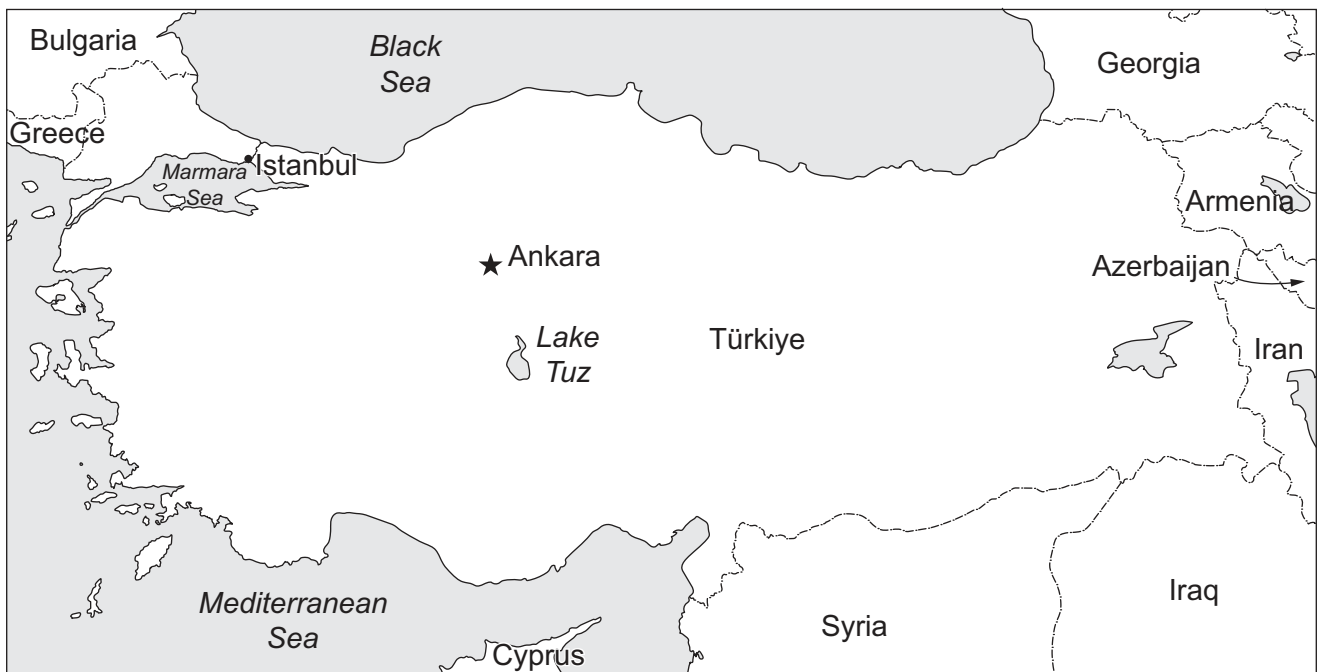 Bulgaria
Black
Sea
Georgia
Greece
Istanbul
Marmara
Sea
Armenia
Ankara
Azerbaijan
Lake
Tuz
Türkiye
Iran
Mediterranean
Sea
Syria
Iraq
Cyprus